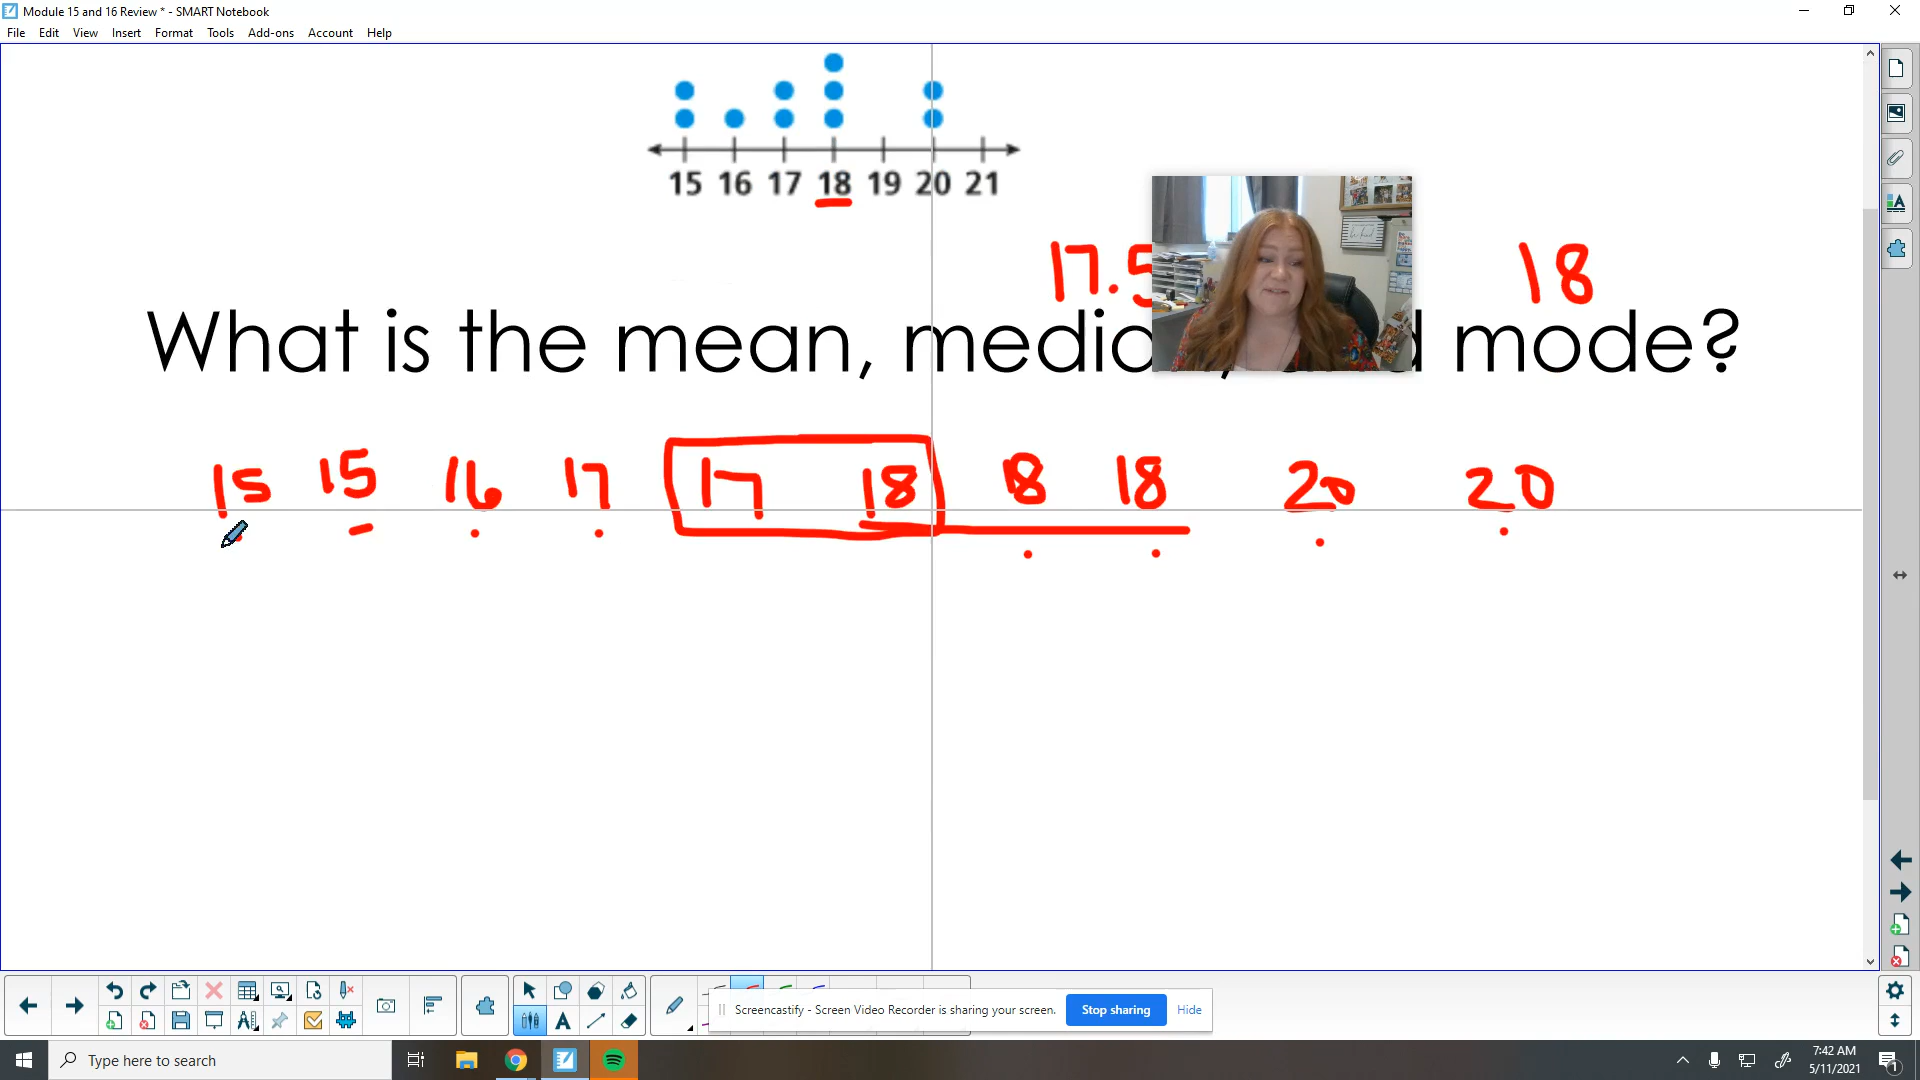 Module 15 and 16 Review * - SMART Notebook
File Edit View Insert Format Tools Add-ons Account Help
15 16 17 18 19 20 21
17.5 18
What is the mean, media d mode?
15 15 16 17 17 18 18 18 20 20
Screencastify - Screen Video Recorder is sharing your screen. Stop sharing Hide
Type here to search
7:42 AM
5/11/2021